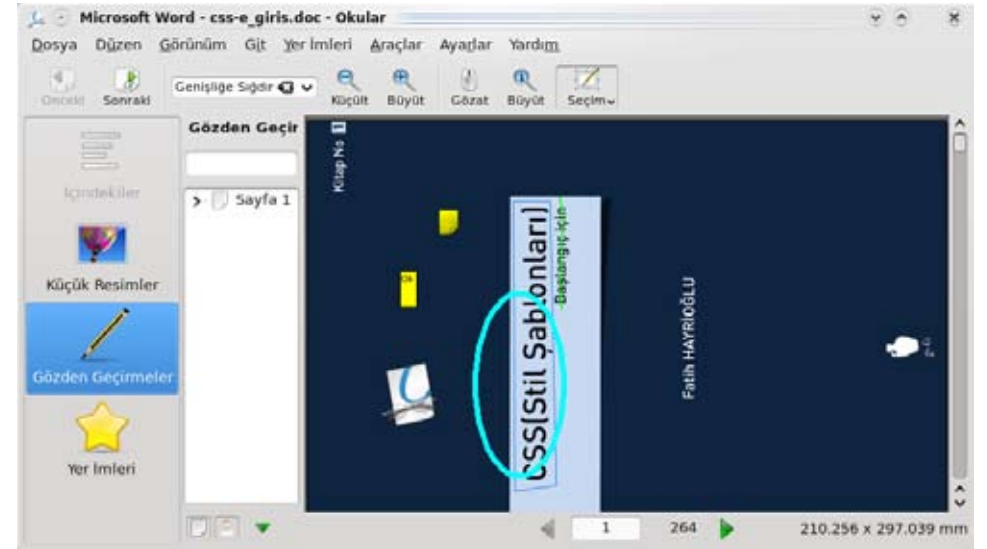 Microsoft Word - css-e_giris.doc - Okular
Dosya Düzen Görünüm Git Yer İmleri Araçlar Ayarlar Yardım
Önceki Sonraki Genişliğe Sığdır Küçült Büyüt Gözat Büyüt Seçim
İçindekiler
Küçük Resimler
Gözden Geçirmeler
Yer İmleri
Gözden Geçir
Sayfa 1
Kitap No 1
Ok
CSS(Stil Şablonları)
Başlangıç için
Fatih HAYRİOĞLU
1 264 210.256 x 297.039 mm